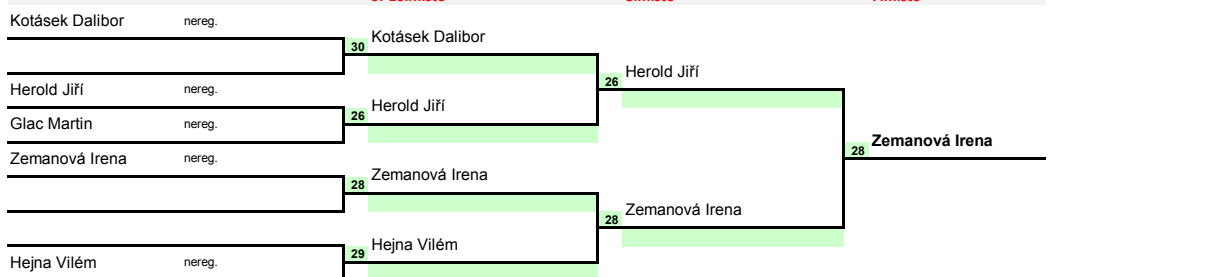 Kotásek Dalibor nereg.
30 Kotásek Dalibor
26 Herold Jiří
Herold Jiří nereg.
26 Herold Jiří
Glac Martin nereg.
28 Zemanová Irena
Zemanová Irena nereg.
28 Zemanová Irena
28 Zemanová Irena
29 Hejna Vilém
Hejna Vilém nereg.